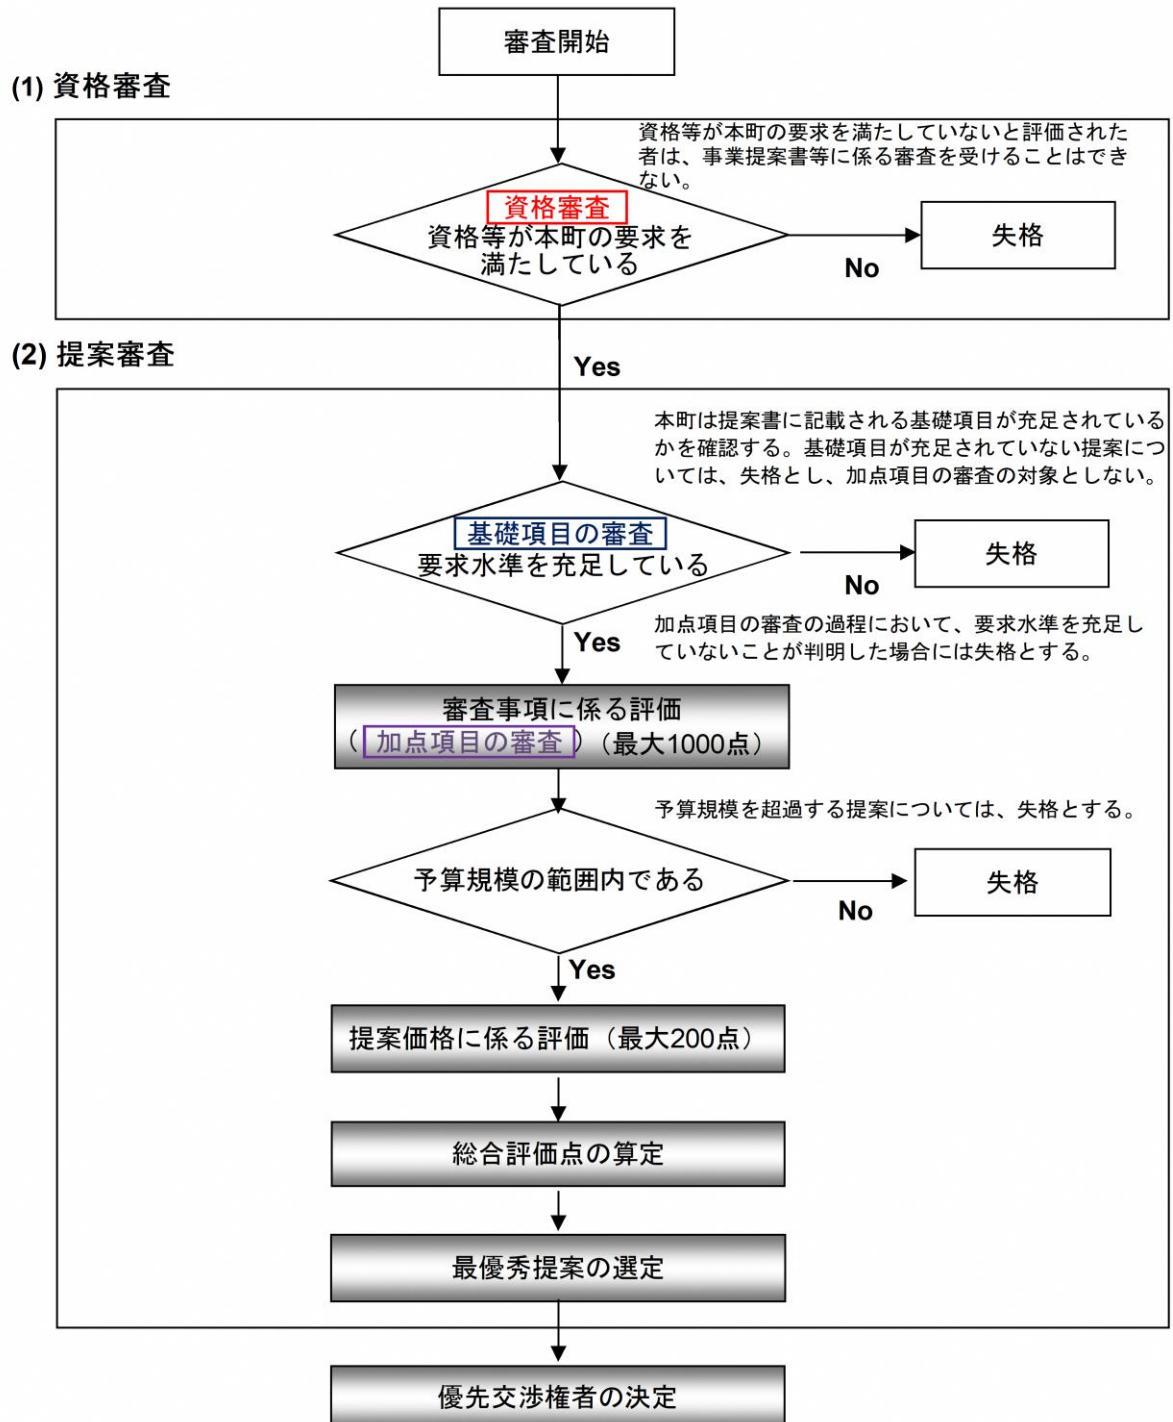 審査開始
(1) 資格審査
資格等が本町の要求を満たしていないと評価された
者は、事業提案書等に係る審査を受けることはでき
ない。
資格審査
資格等が本町の要求を
満たしている
失格
No
(2) 提案審査
Yes
本町は提案書に記載される基礎項目が充足されている
かを確認する。基礎項目が充足されていない提案につ
いては、失格とし、加点項目の審査の対象としない。
基礎項目の審査
要求水準を充足している
失格
No
Yes
加点項目の審査の過程において、要求水準を充足し
ていないことが判明した場合には失格とする。
審査事項に係る評価
（加点項目の審査）（最大1000点）
予算規模を超過する提案については、失格とする。
予算規模の範囲内である
失格
No
Yes
提案価格に係る評価（最大200点）
総合評価点の算定
最優秀提案の選定
優先交渉権者の決定